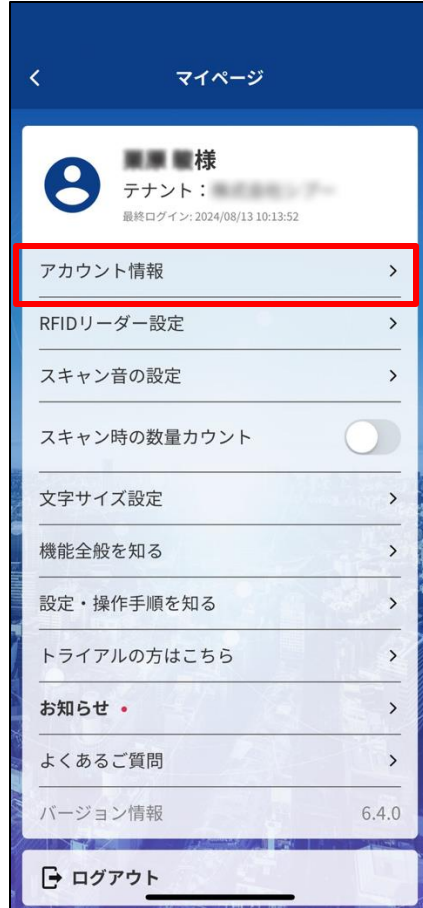 マイページ
様
テナント：
最終ログイン: 2024/08/13 10:13:52
アカウント情報
RFIDリーダー設定
スキャン音の設定
スキャン時の数量カウント
文字サイズ設定
機能全般を知る
設定・操作手順を知る
トライアルの方はこちら
お知らせ
よくあるご質問
バージョン情報 6.4.0
ログアウト